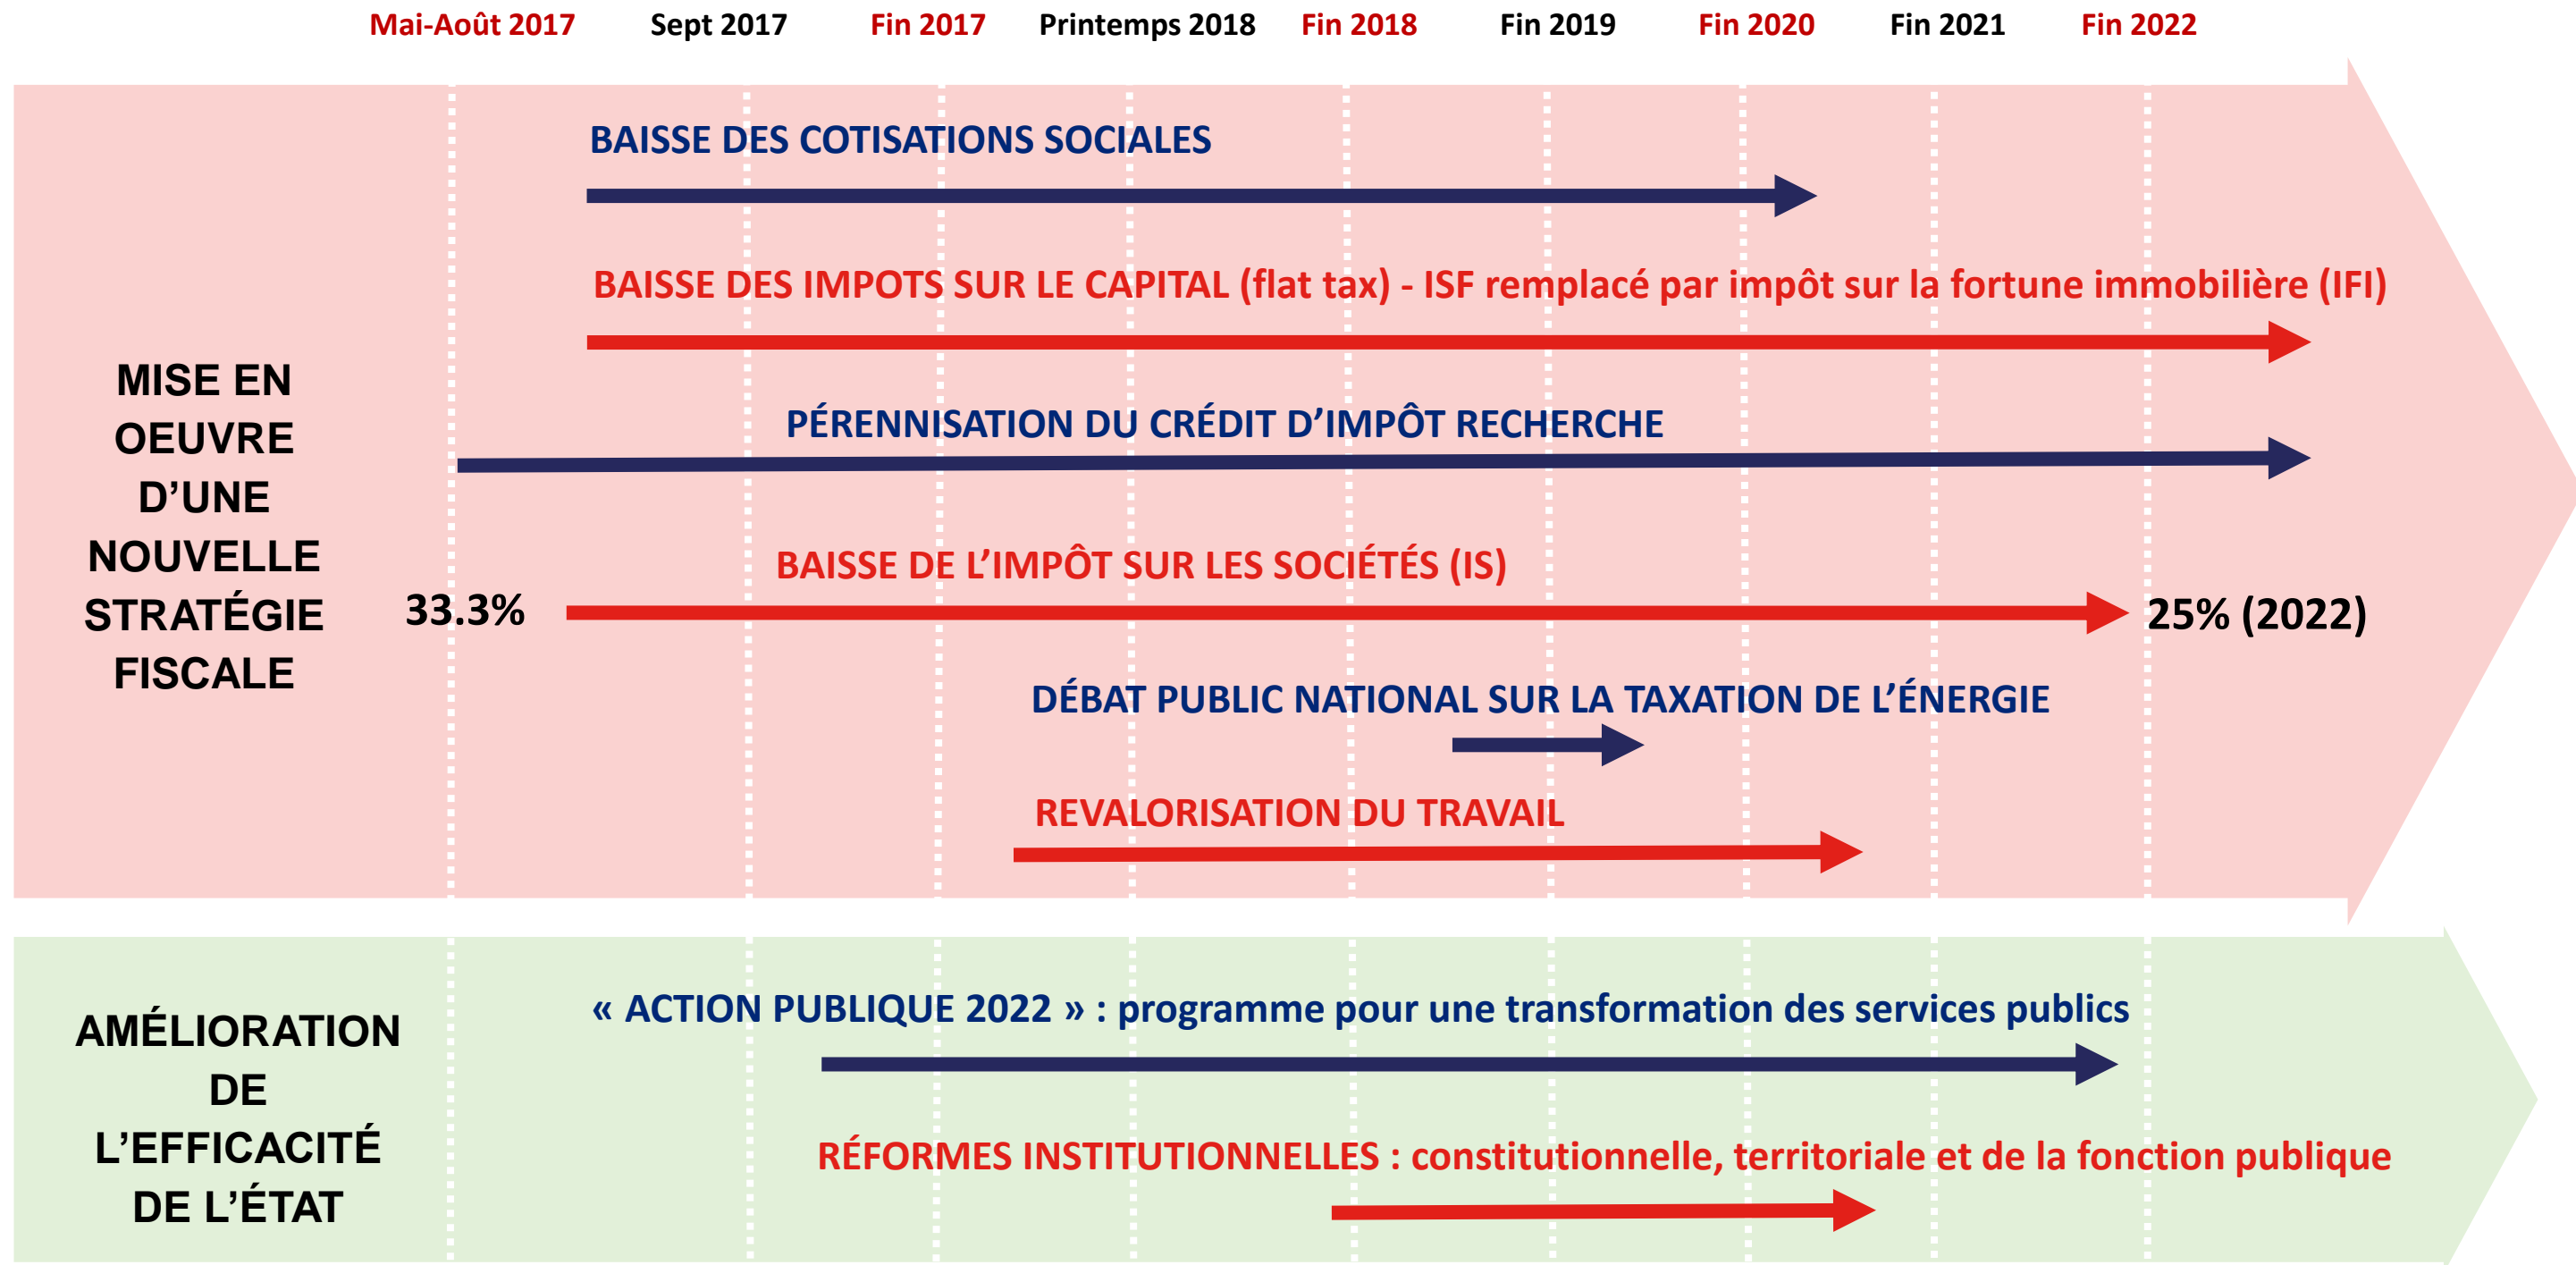 Mai-Août 2017 Sept 2017 Fin 2017 Printemps 2018 Fin 2018 Fin 2019 Fin 2020 Fin 2021 Fin 2022
MISE EN
OEUVRE
D’UNE
NOUVELLE
STRATÉGIE
FISCALE
BAISSE DES COTISATIONS SOCIALES
BAISSE DES IMPOTS SUR LE CAPITAL (flat tax) - ISF remplacé par impôt sur la fortune immobilière (IFI)
PÉRENNISATION DU CRÉDIT D’IMPÔT RECHERCHE
BAISSE DE L’IMPÔT SUR LES SOCIÉTÉS (IS)
33.3% 25% (2022)
DÉBAT PUBLIC NATIONAL SUR LA TAXATION DE L’ÉNERGIE
REVALORISATION DU TRAVAIL
AMÉLIORATION
DE
L’EFFICACITÉ
DE L’ÉTAT
« ACTION PUBLIQUE 2022 » : programme pour une transformation des services publics
RÉFORMES INSTITUTIONNELLES : constitutionnelle, territoriale et de la fonction publique